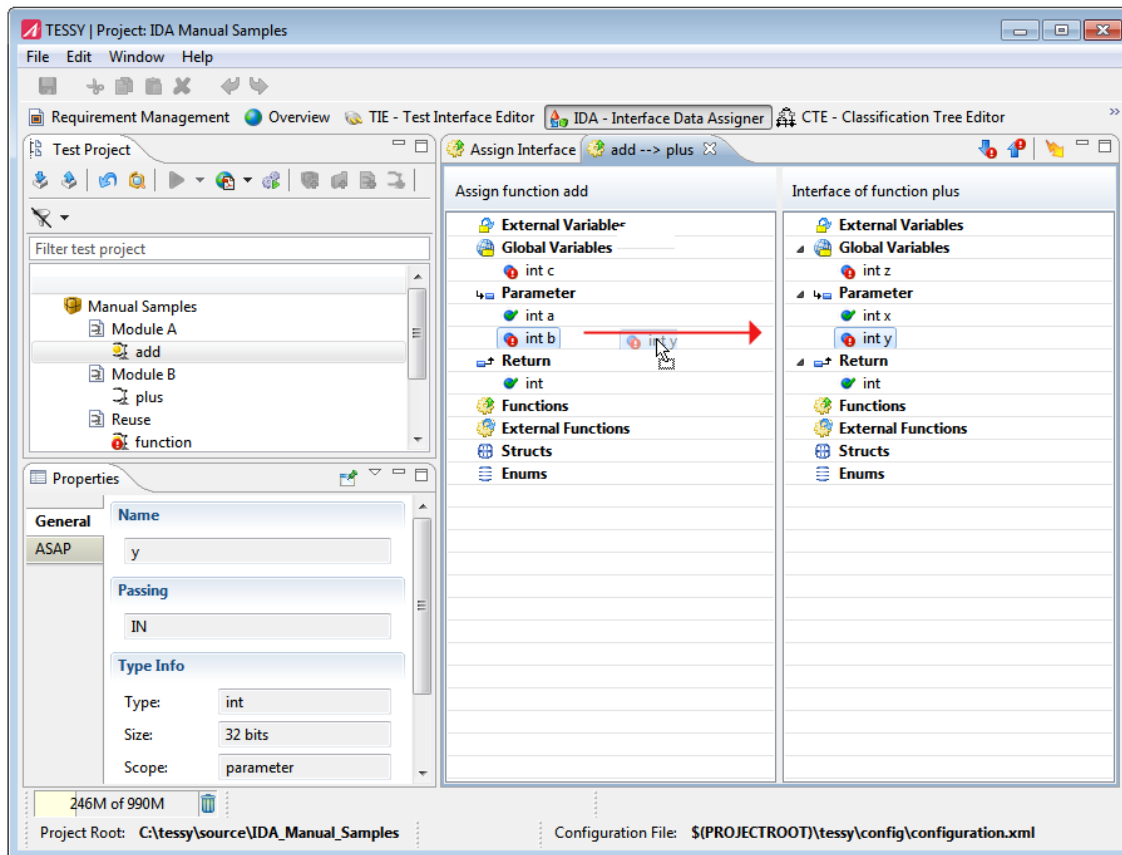 TESSY | Project: IDA Manual Samples
File Edit Window Help
Requirement Management Overview TIE - Test Interface Editor IDA - Interface Data Assigner CTE - Classification Tree Editor
Test Project
Filter test project
Manual Samples
Module A
add
Module B
plus
Reuse
function
Properties
General
ASAP
Name
y
Passing
IN
Type Info
Type: int
Size: 32 bits
Scope: parameter
Assign Interface add --> plus
Assign function add
External Variables
Global Variables
int c
Parameter
int a
int b
int y
Return
int
Functions
External Functions
Structs
Enums
Interface of function plus
External Variables
Global Variables
int z
Parameter
int x
int y
Return
int
Functions
External Functions
Structs
Enums
246M of 990M
Project Root: C:\tessy\source\IDA_Manual_Samples Configuration File: $(PROJECTROOT)\tessy\config\configuration.xml